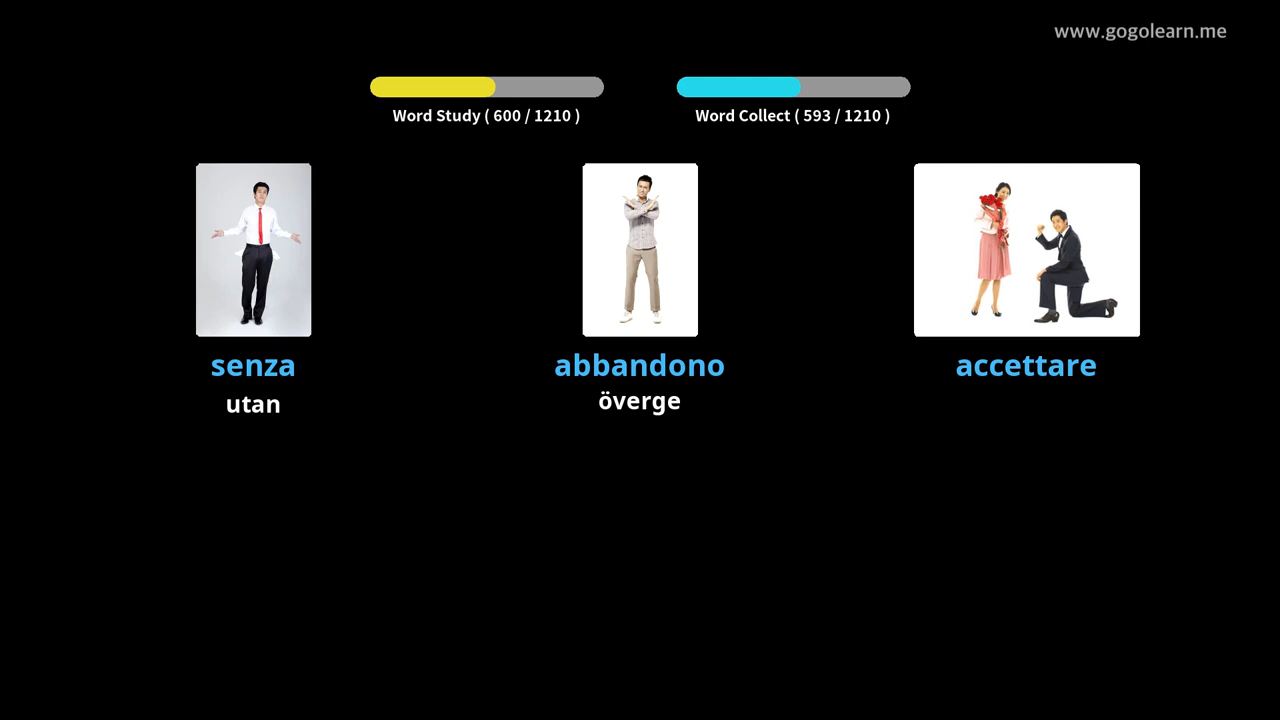 www.gogolearn.me
Word Study ( 600 / 1210 )
Word Collect ( 593 / 1210 )
senza
abbandono
accettare
utan
överge